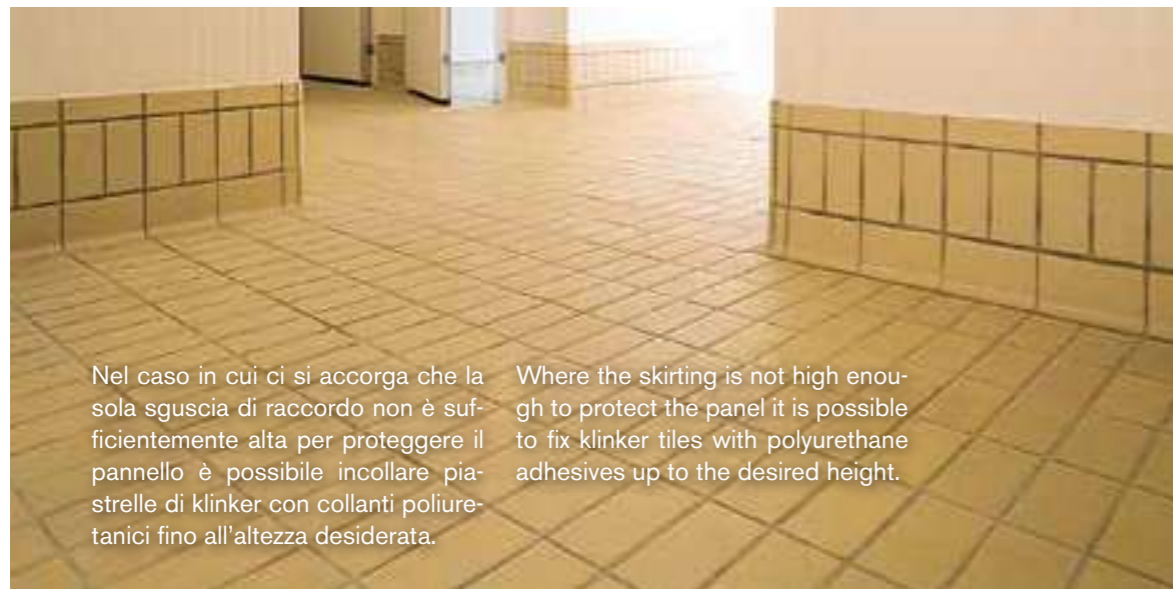 Nel caso in cui ci si accorga che la
sola sguscia di raccordo non è suf-
ficientemente alta per proteggere il
pannello è possibile incollare pia-
strelle di klinker con collanti poliure-
tanici fino all’altezza desiderata.
Where the skirting is not high enou-
gh to protect the panel it is possible
to fix klinker tiles with polyurethane
adhesives up to the desired height.